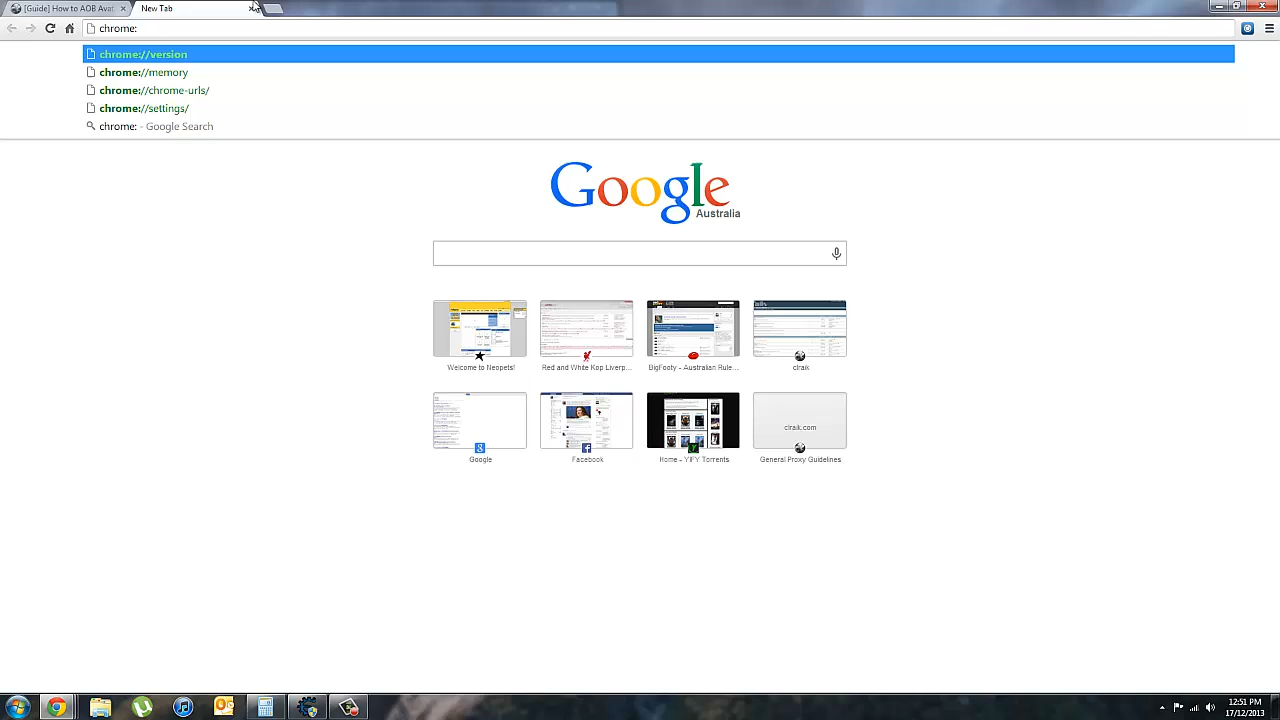 [Guide] How to AOB Avat
New Tab
chrome:
chrome://version
chrome://memory
chrome://chrome-urls/
chrome://settings/
chrome: - Google Search
Google
Australia
Welcome to Neopets!
Red and White Kop Liverp...
BigFooty - Australian Rule...
clraik
clraik.com
Google
Facebook
Home - YIFY Torrents
General Proxy Guidelines
12:51 PM
17/12/2013